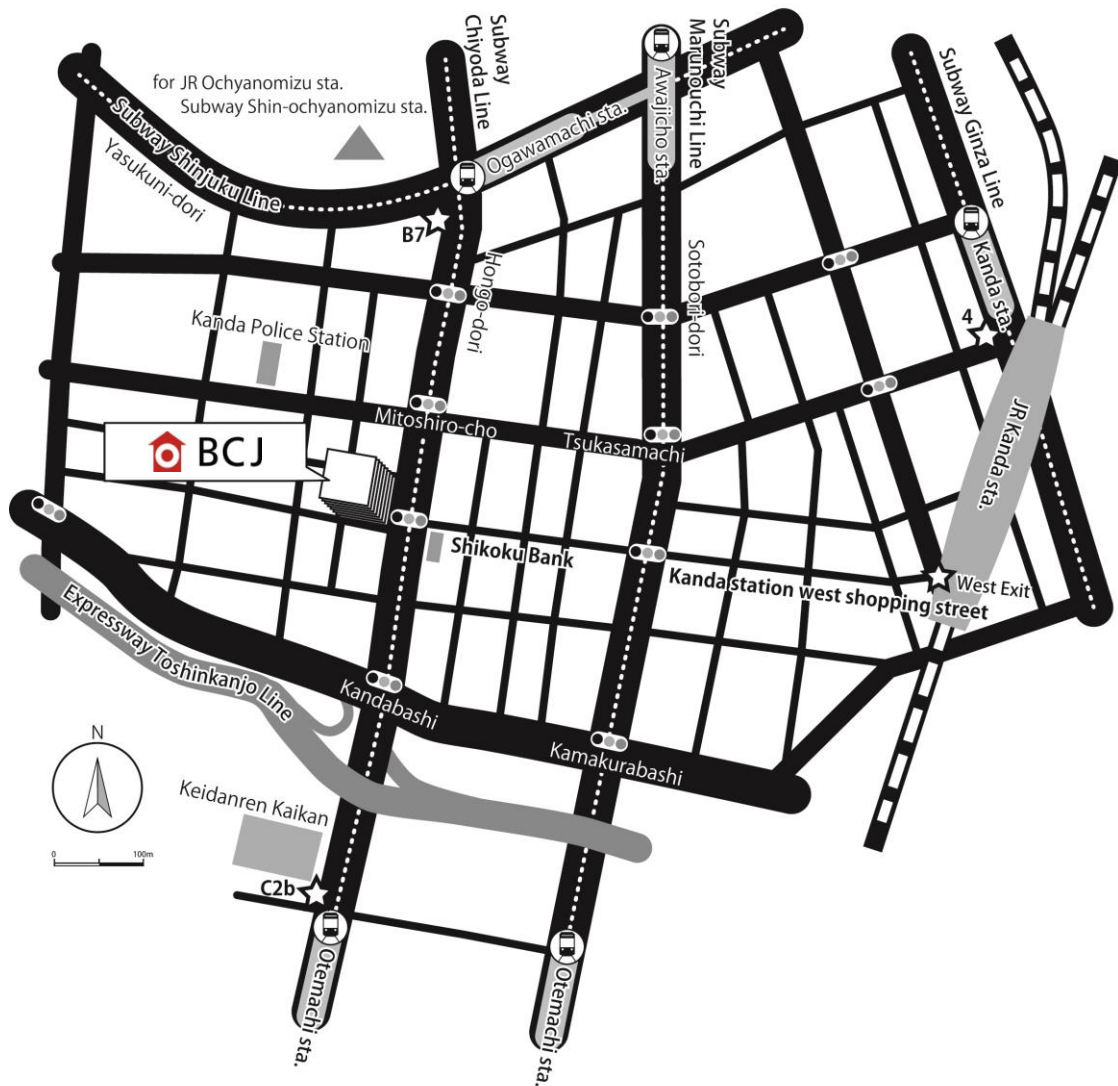 Subway
Chiyoda Line
Subway
Marunouchi Line
Subway Ginza Line
for JR Ochyanomizu sta.
Subway Shin-ochyanomizu sta.
Subway Shinjuku Line
Yasukuni-dori
Ogawamachi sta.
Awajicho sta.
B7
Hongo-dori
Sotobori-dori
Kanda sta.
4
Kanda Police Station
Mitoshiro-cho
Tsukasamachi
JR Kanda sta.
BCJ
Shikoku Bank
Kanda station west shopping street
West Exit
Expressway Toshinkanjo Line
Kandabashi
Kamakurabashi
N
0 100m
Keidanren Kaikan
C2b
Otemachi sta.
Otemachi sta.